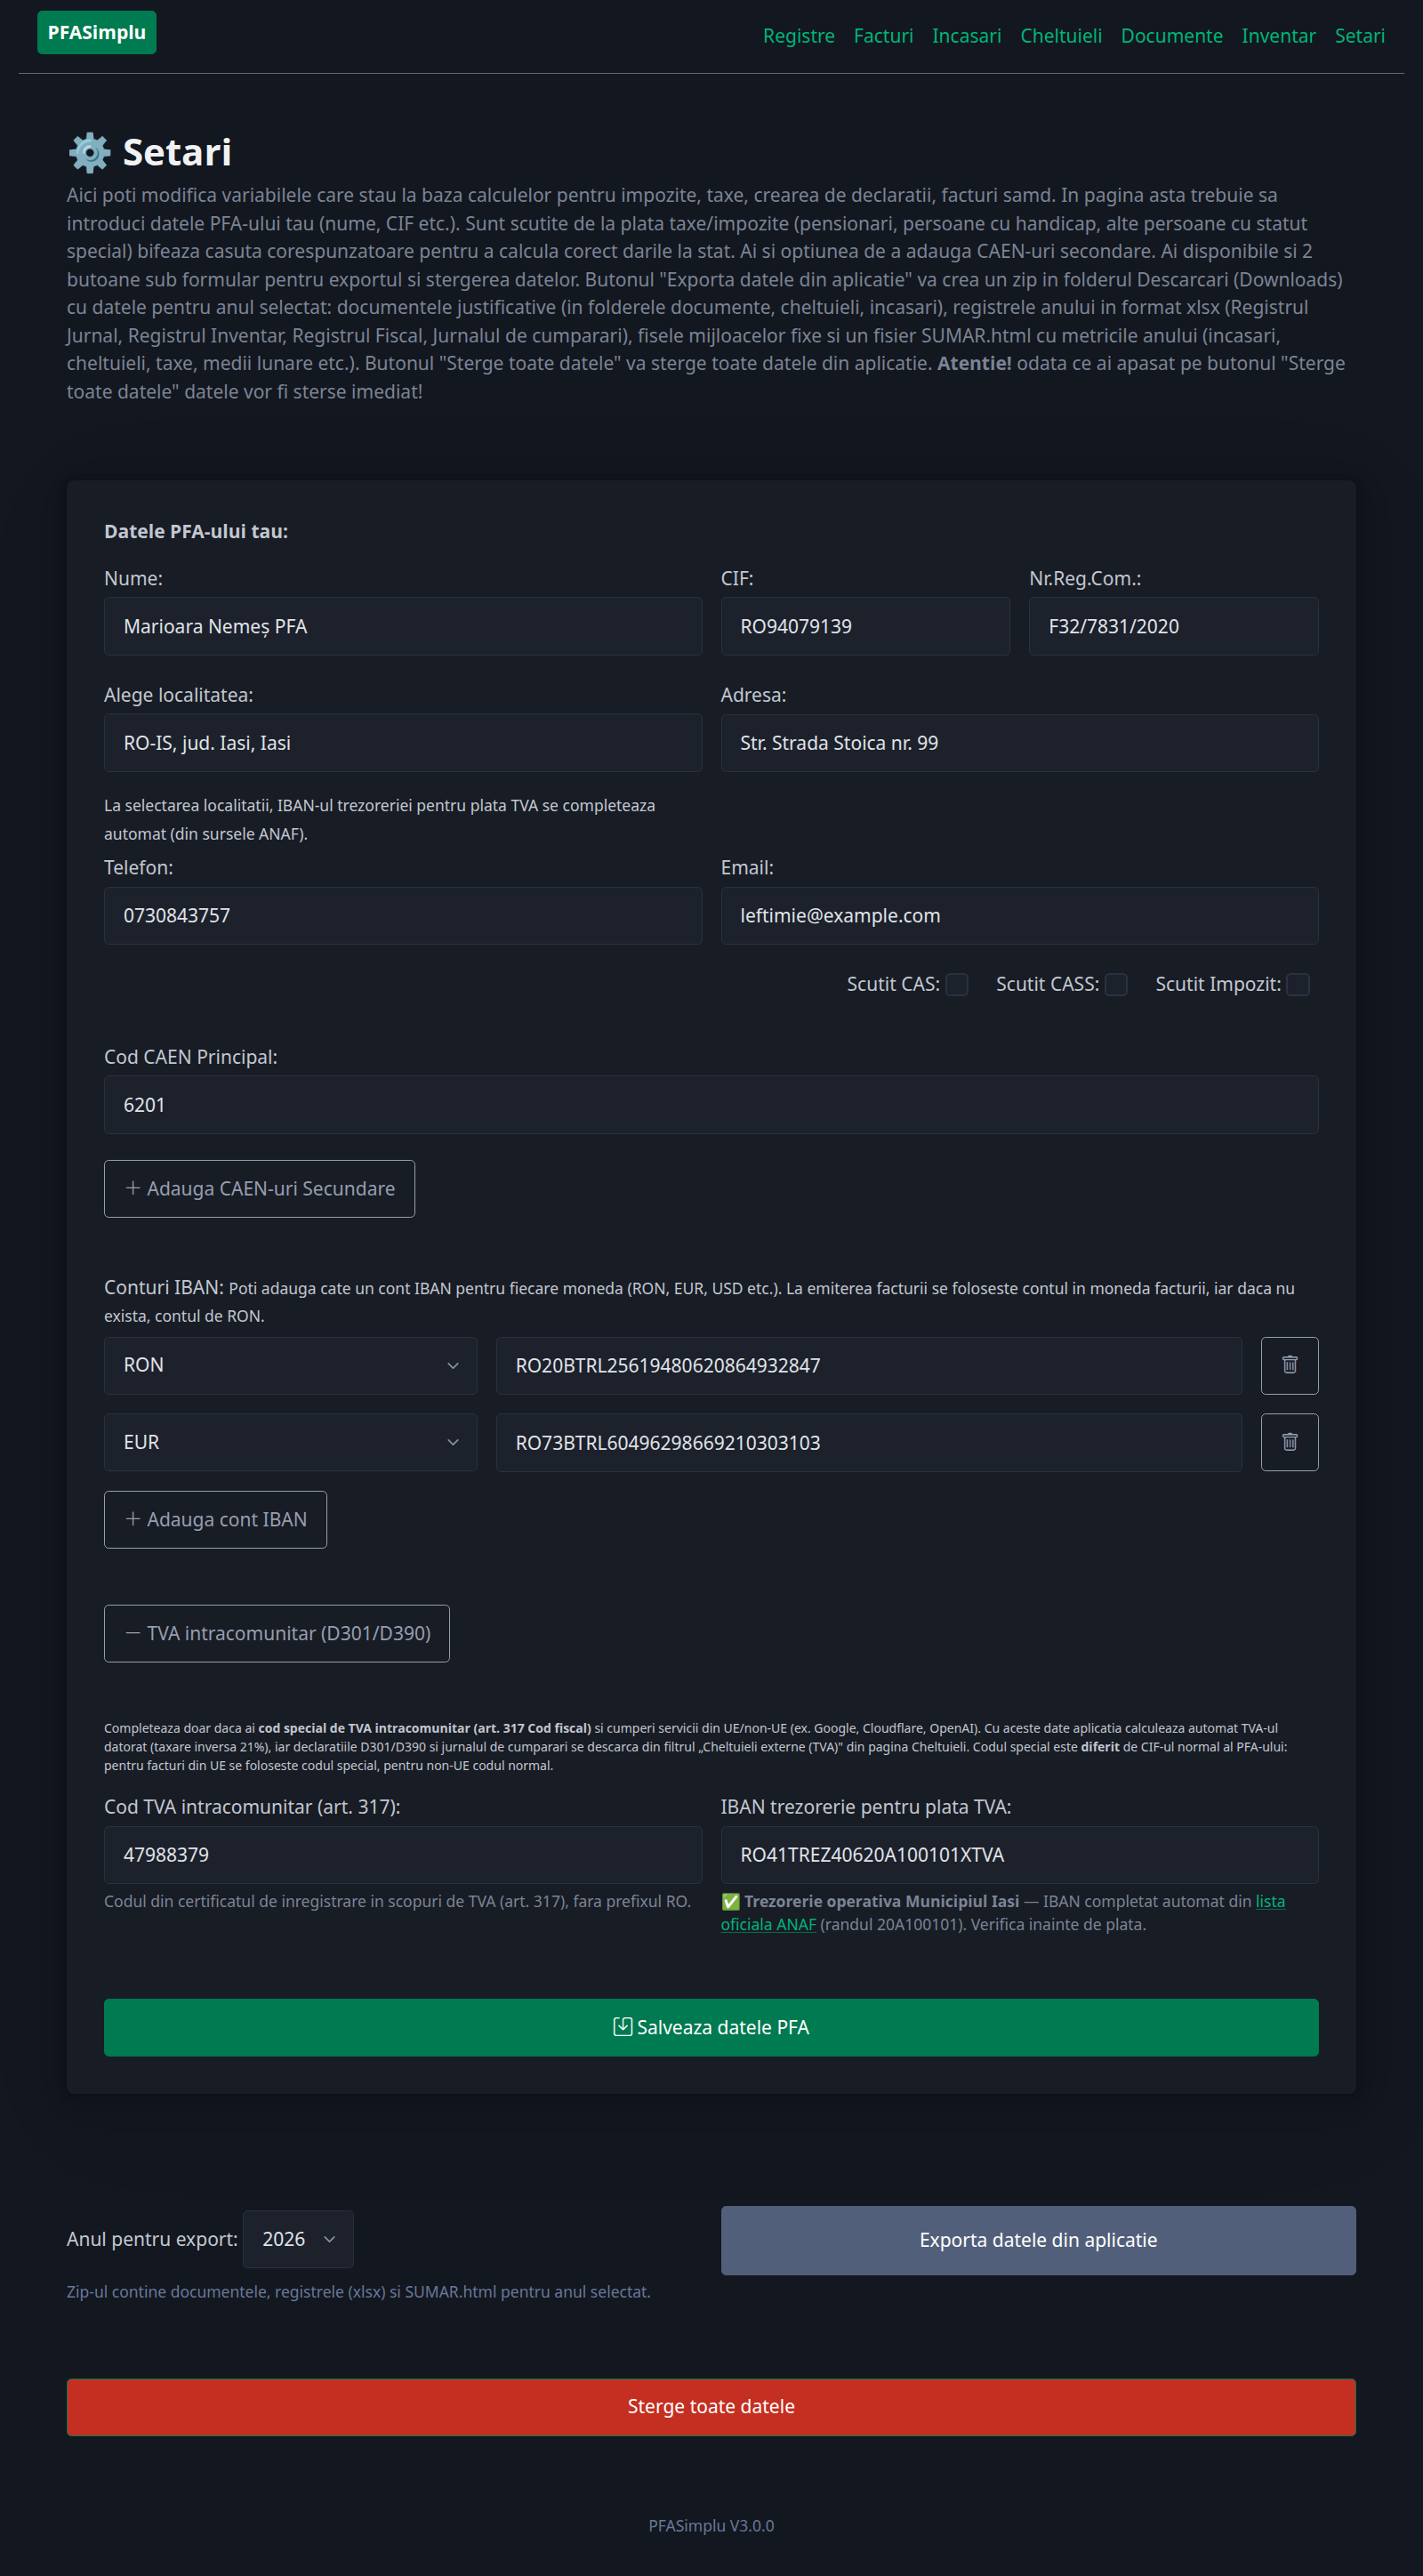 PFASimplu
Registre Facturi Incasari Cheltuieli Documente Inventar Setari
⚙️ Setari
Aici poti modifica variabilele care stau la baza calculelor pentru impozite, taxe, crearea de declaratii, facturi samd. In pagina asta trebuie sa
introduci datele PFA-ului tau (nume, CIF etc.). Sunt scutite de la plata taxe/impozite (pensionari, persoane cu handicap, alte persoane cu statut
special) bifeaza casuta corespunzatoare pentru a calcula corect darile la stat. Ai si optiunea de a adauga CAEN-uri secondare. Ai disponibile si 2
butoane sub formular pentru exportul si stergerea datelor. Butonul "Exporta datele din aplicatie" va crea un zip in folderul Descarcari (Downloads)
cu datele pentru anul selectat: documentele justificative (in folderele documente, cheltuieli, incasari), registrele anului in format xlsx (Registrul
Jurnal, Registrul Inventar, Registrul Fiscal, Jurnalul de cumparari), fisele mijloacelor fixe si un fisier SUMAR.html cu metricile anului (incasari,
cheltuieli, taxe, medii lunare etc.). Butonul "Sterge toate datele" va sterge toate datele din aplicatie. Atentie! odata ce ai apasat pe butonul "Sterge
toate datele" datele vor fi sterse imediat!
Datele PFA-ului tau:
Nume: CIF: Nr.Reg.Com.:
Marioara Nemeș PFA RO94079139 F32/7831/2020
Alege localitatea: Adresa:
RO-IS, jud. Iasi, Iasi Str. Strada Stoica nr. 99
La selectarea localitatii, IBAN-ul trezoreriei pentru plata TVA se completeaza
automat (din sursele ANAF).
Telefon: Email:
0730843757 leftimie@example.com
Scutit CAS: Scutit CASS: Scutit Impozit:
Cod CAEN Principal:
6201
+ Adauga CAEN-uri Secundare
Conturi IBAN: Poti adauga cate un cont IBAN pentru fiecare moneda (RON, EUR, USD etc.). La emiterea facturii se foloseste contul in moneda facturii, iar daca nu
exista, contul de RON.
RON RO20BTRL25619480620864932847
EUR RO73BTRL60496298669210303103
+ Adauga cont IBAN
− TVA intracomunitar (D301/D390)
Completeaza doar daca ai cod special de TVA intracomunitar (art. 317 Cod fiscal) si cumperi servicii din UE/non-UE (ex. Google, Cloudflare, OpenAI). Cu aceste date aplicatia calculeaza automat TVA-ul
datorat (taxare inversa 21%), iar declaratiile D301/D390 si jurnalul de cumparari se descarca din filtrul „Cheltuieli externe (TVA)" din pagina Cheltuieli. Codul special este diferit de CIF-ul normal al PFA-ului:
pentru facturi din UE se foloseste codul special, pentru non-UE codul normal.
Cod TVA intracomunitar (art. 317): IBAN trezorerie pentru plata TVA:
47988379 RO41TREZ40620A100101XTVA
Codul din certificatul de inregistrare in scopuri de TVA (art. 317), fara prefixul RO.
✅ Trezorerie operativa Municipiul Iasi — IBAN completat automat din lista
oficiala ANAF (randul 20A100101). Verifica inainte de plata.
Salveaza datele PFA
Anul pentru export: 2026 Exporta datele din aplicatie
Zip-ul contine documentele, registrele (xlsx) si SUMAR.html pentru anul selectat.
Sterge toate datele
PFASimplu V3.0.0